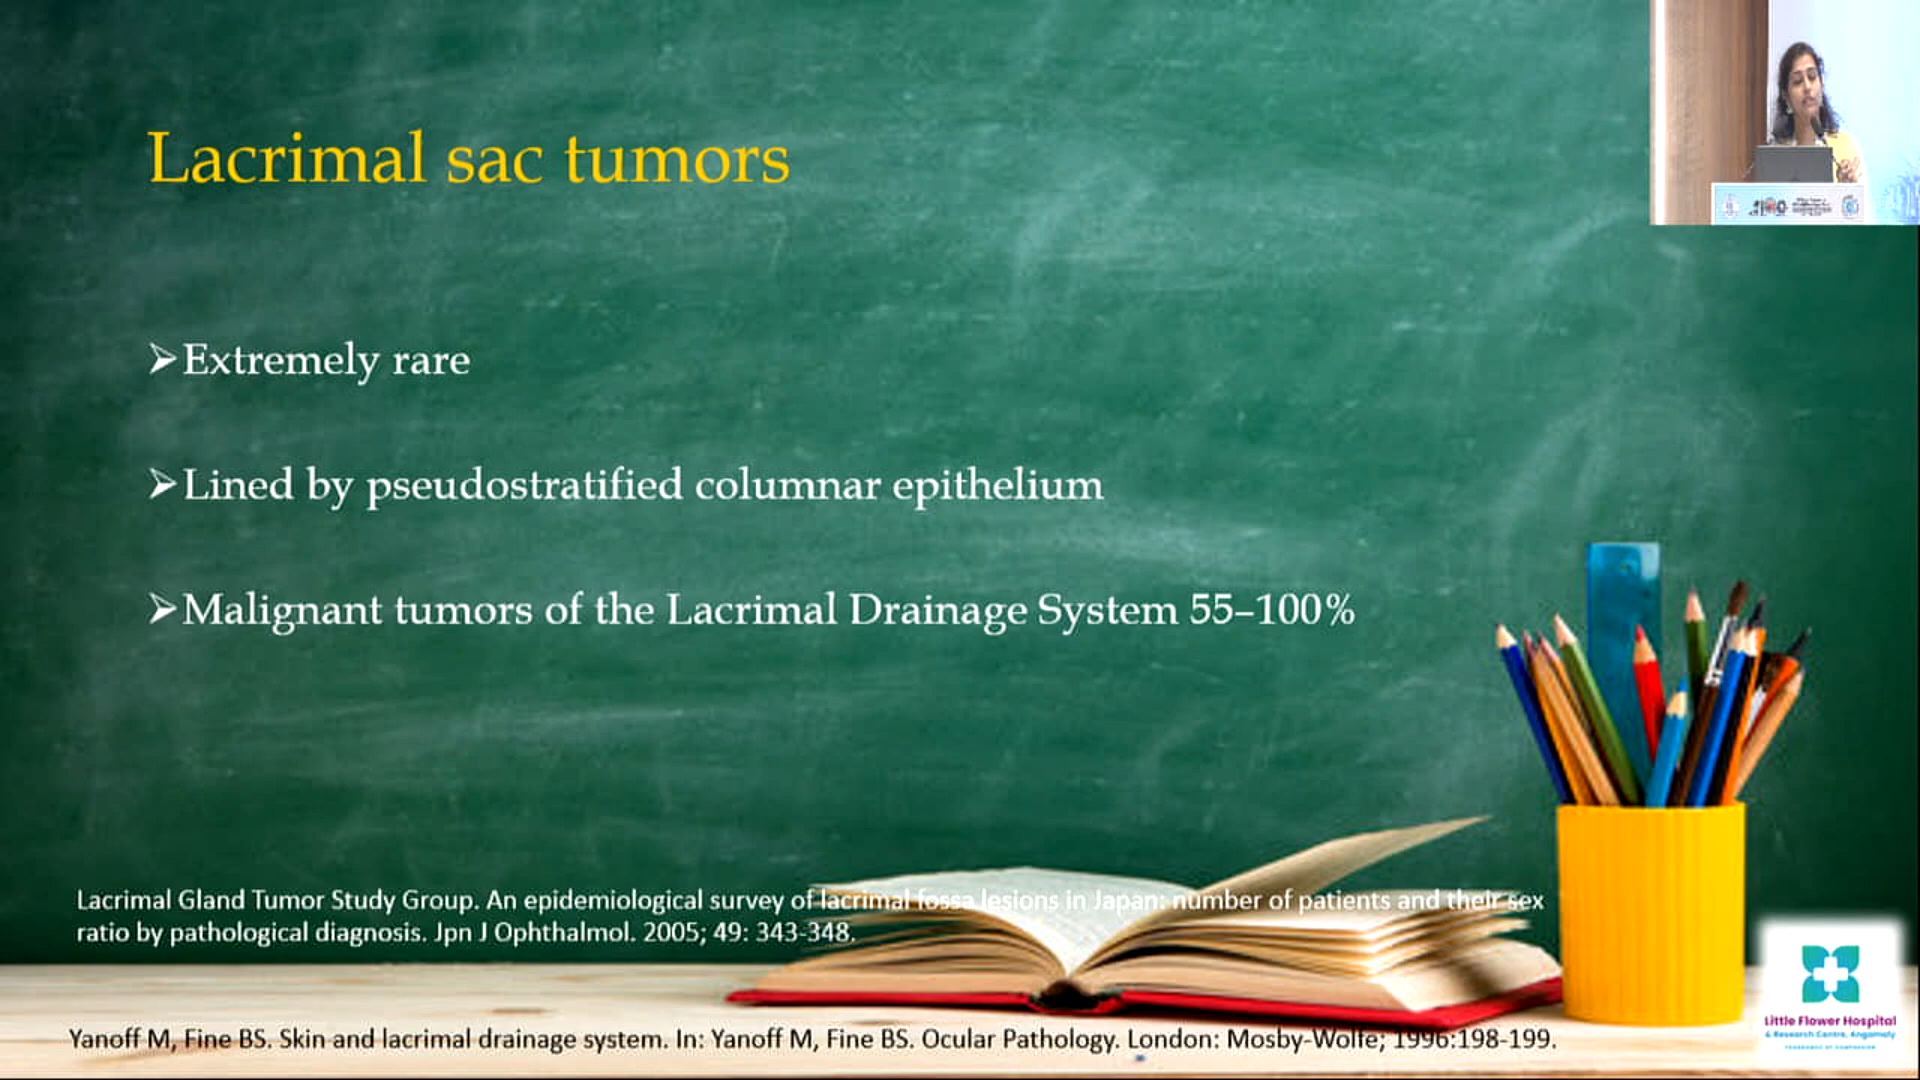 Lacrimal sac tumors
➢Extremely rare
➢Lined by pseudostratified columnar epithelium
➢Malignant tumors of the Lacrimal Drainage System 55–100%
Lacrimal Gland Tumor Study Group. An epidemiological survey of lacrimal fossa lesions in Japan: number of patients and their sex
ratio by pathological diagnosis. Jpn J Ophthalmol. 2005; 49: 343-348.
Yanoff M, Fine BS. Skin and lacrimal drainage system. In: Yanoff M, Fine BS. Ocular Pathology. London: Mosby-Wolfe; 1996:198-199.
Little Flower Hospital
& Research Centre, Angamaly